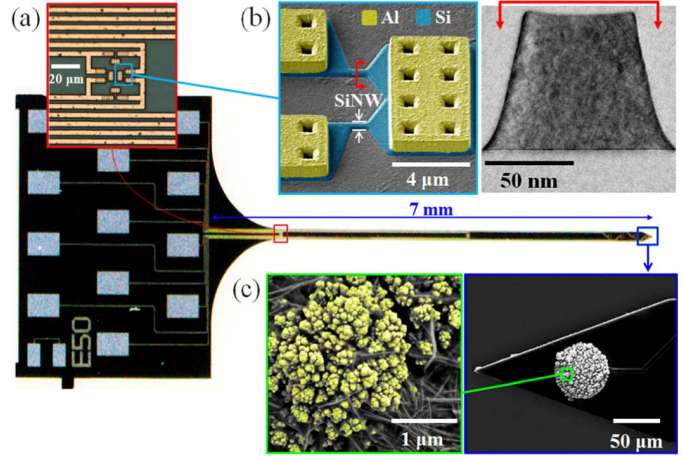 (a)
20 µm
(b)
Al Si
SiNW
4 µm
50 nm
7 mm
E50
(c)
1 µm
50 µm